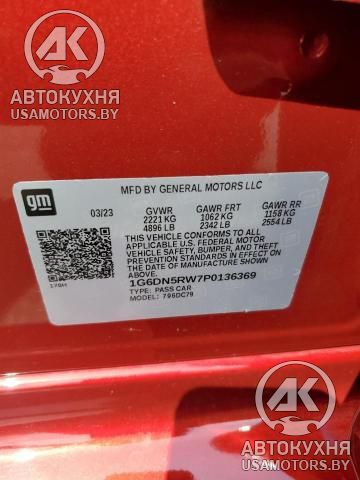 АК
АВТОКУХНЯ
USAMOTORS.BY
gm
MFD BY GENERAL MOTORS LLC
03/23 GVWR GAWR FRT GAWR RR
2221 KG 1062 KG 1158 KG
4896 LB 2342 LB 2554 LB
THIS VEHICLE CONFORMS TO ALL
APPLICABLE U.S. FEDERAL MOTOR
VEHICLE SAFETY, BUMPER, AND THEFT
PREVENTION STANDARDS IN EFFECT ON
THE DATE OF MANUFACTURE SHOWN ABOVE.
1G6DN5RW7P0136369
TYPE: PASS CAR
MODEL: 796DC79
АК
АВТОКУХНЯ
USAMOTORS.BY